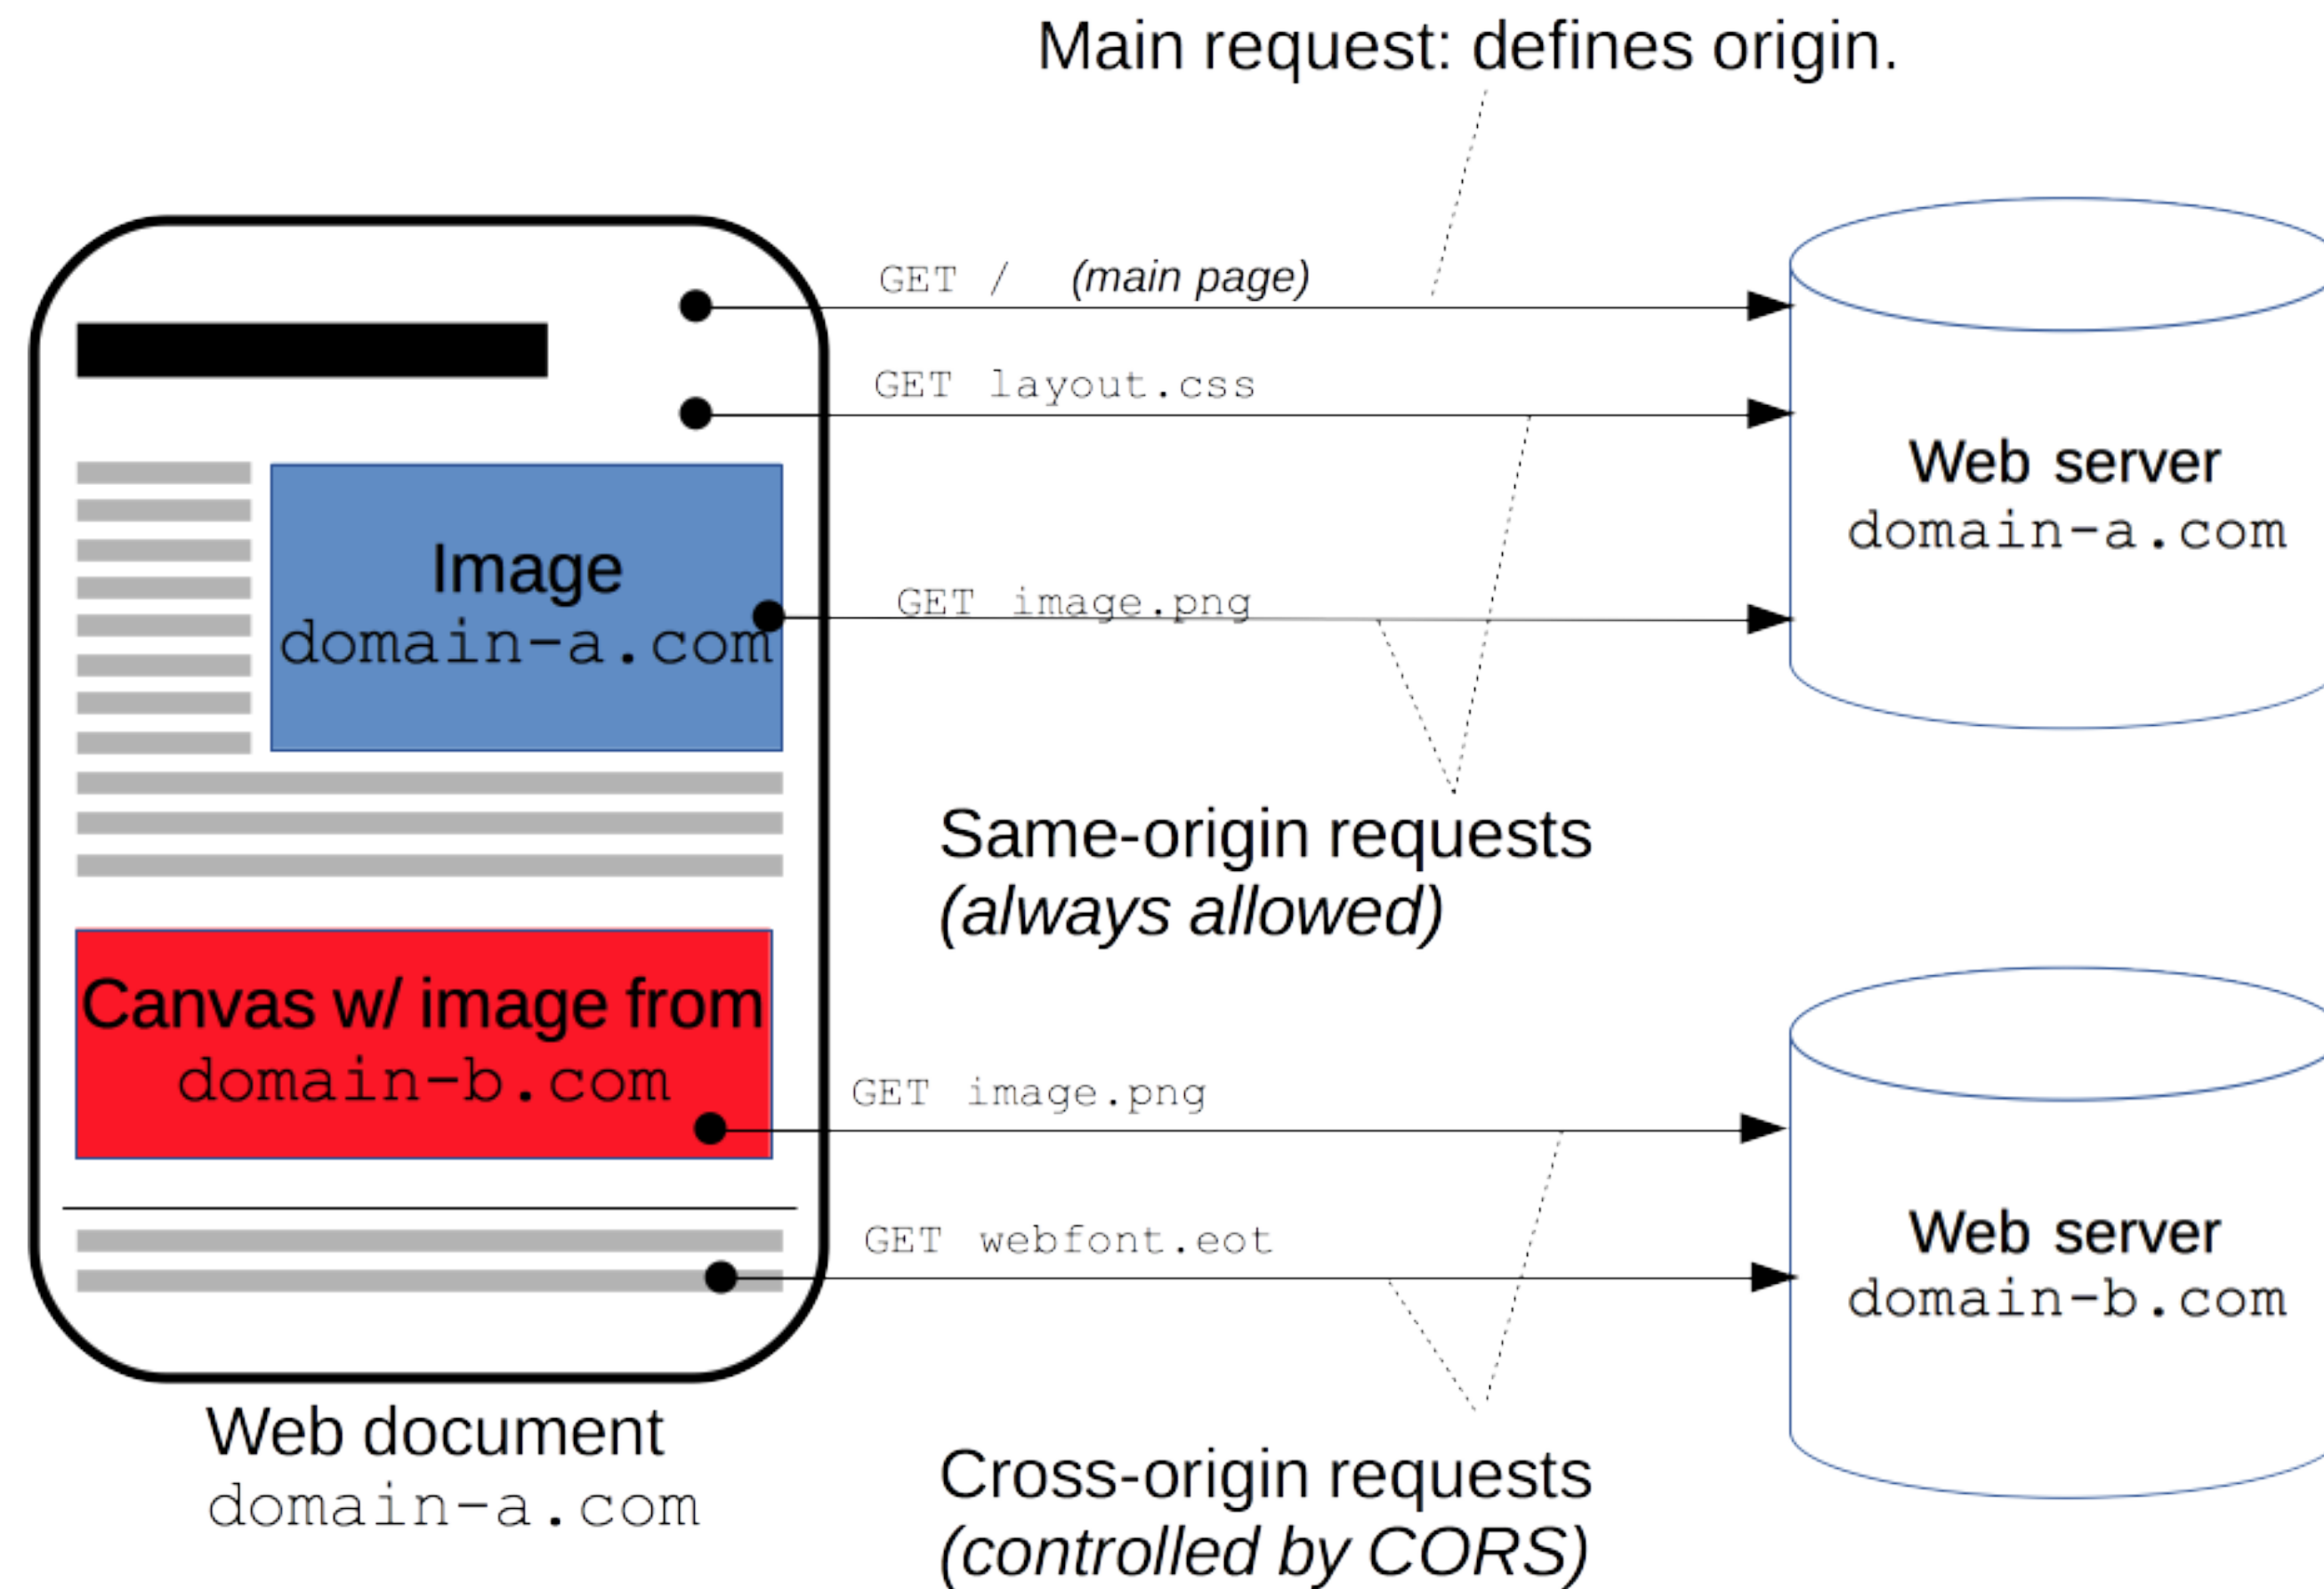 Main request: defines origin.
GET / (main page)
GET layout.css
Web server
domain-a.com
Image
domain-a.com
GET image.png
Same-origin requests
(always allowed)
Canvas w/ image from
domain-b.com
GET image.png
GET webfont.eot
Web server
domain-b.com
Web document
domain-a.com
Cross-origin requests
(controlled by CORS)